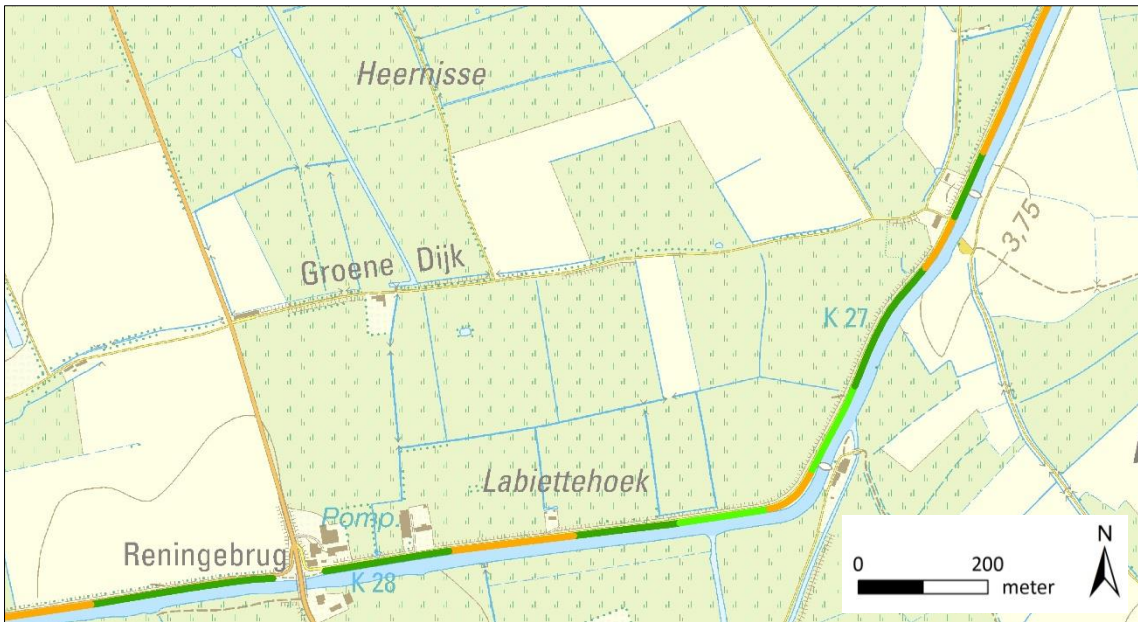 Heernisse
3,75
Groene Dijk
K 27
Labiettehoek
Pomp.
Reningebrug
K 28
N
0 200
meter